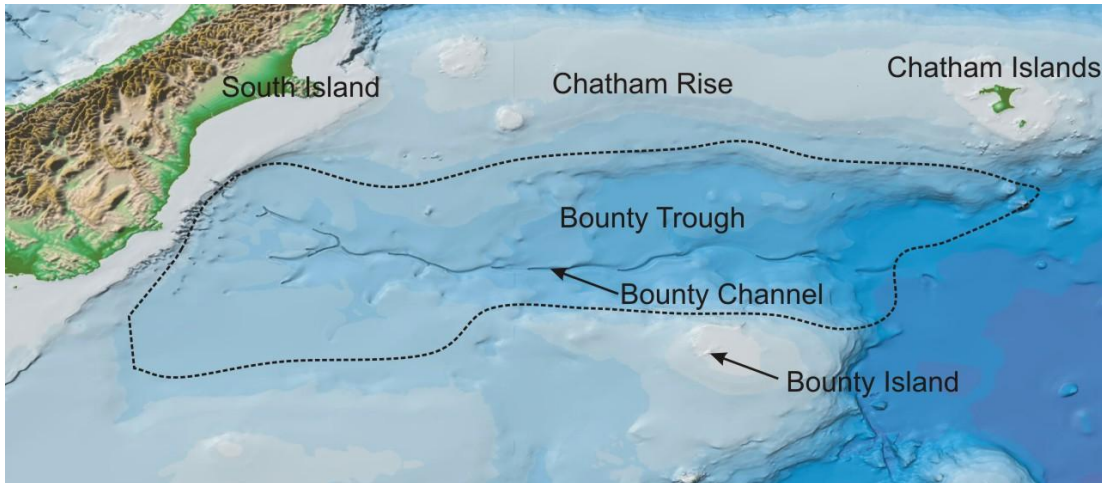 Chatham Islands
South Island
Chatham Rise
Bounty Trough
Bounty Channel
Bounty Island